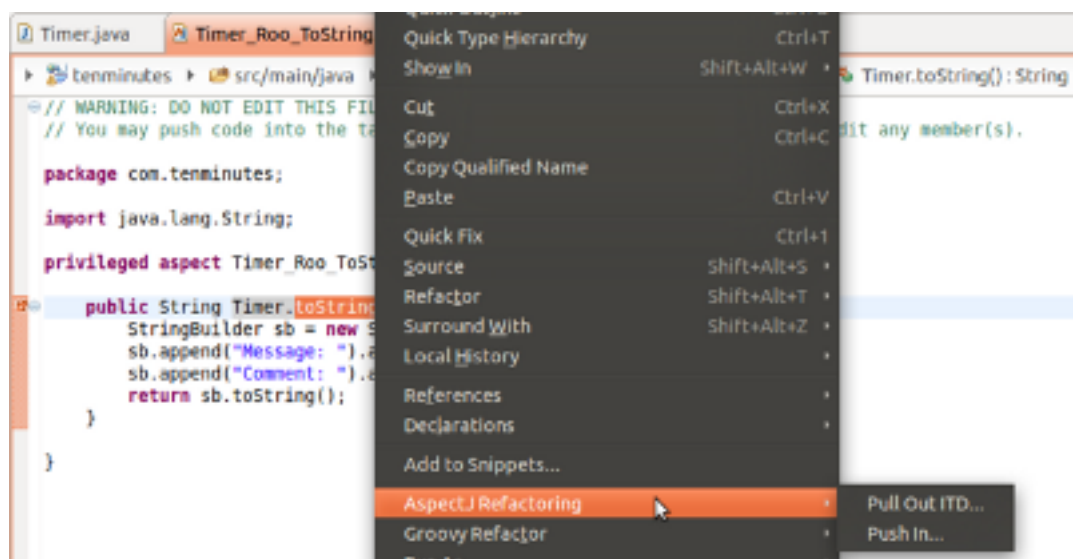 Timer.java Timer_Roo_ToString
Quick Type Hierarchy Ctrl+T
Show In Shift+Alt+W
tenminutes src/main/java Timer.toString() : String
Cut Ctrl+X
// WARNING: DO NOT EDIT THIS FIL
// You may push code into the ta dit any member(s).
Copy Ctrl+C
Copy Qualified Name
package com.tenminutes;
Paste Ctrl+V
import java.lang.String;
Quick Fix Ctrl+1
privileged aspect Timer_Roo_ToSt
Source Shift+Alt+S
Refactor Shift+Alt+T
public String Timer.toString
Surround With Shift+Alt+Z
StringBuilder sb = new S
sb.append("Message: ").a
Local History
sb.append("Comment: ").a
return sb.toString();
References
}
Declarations
}
Add to Snippets...
AspectJ Refactoring
Pull Out ITD...
Groovy Refactor
Push In...